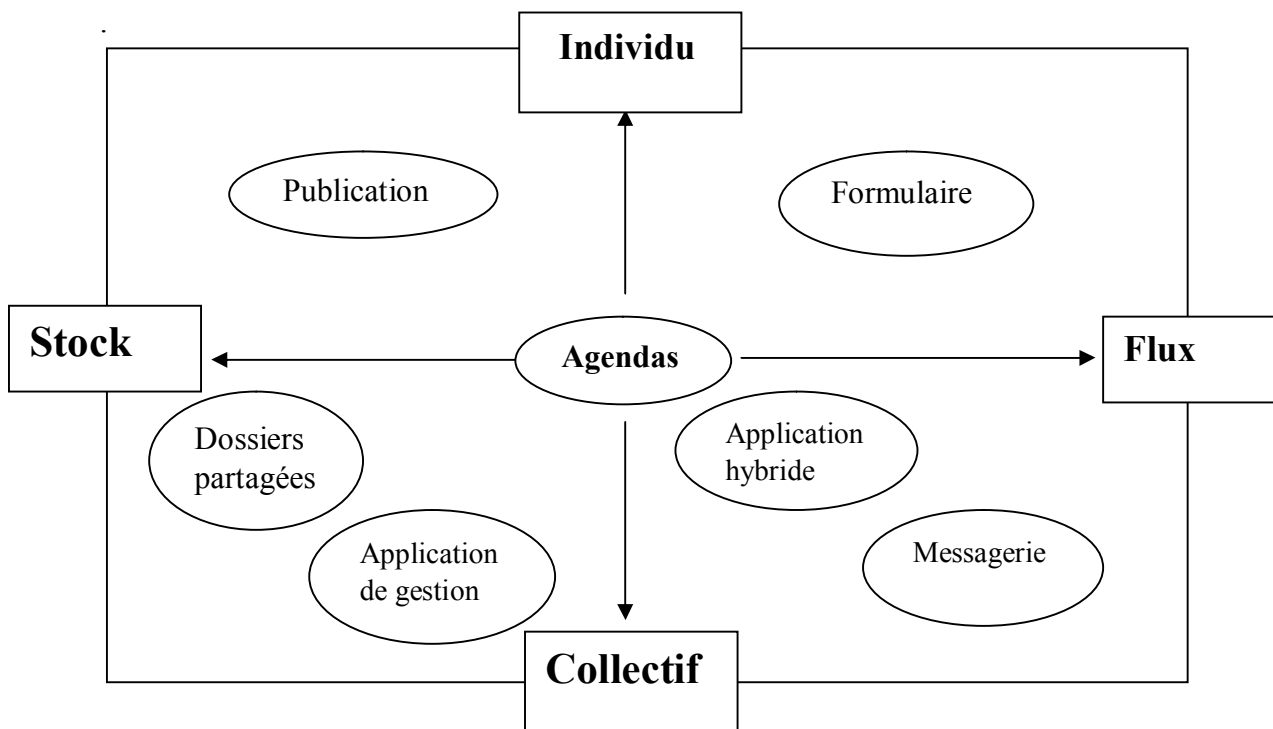 Individu
Publication
Formulaire
Stock
Agendas
Flux
Dossiers
partagées
Application
hybride
Application
de gestion
Messagerie
Collectif